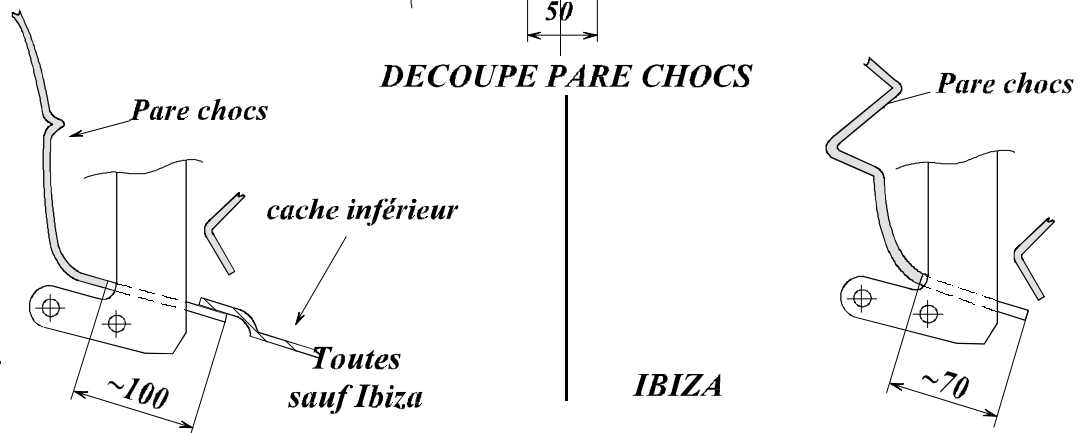 50
DECOUPE PARE CHOCS
Pare chocs
Pare chocs
cache inférieur
Toutes
sauf Ibiza
IBIZA
~100
~70